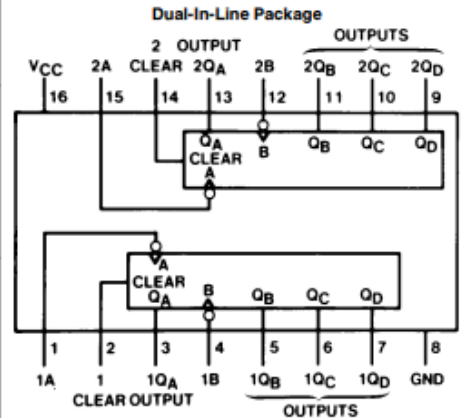 Dual-In-Line Package
2 OUTPUT OUTPUTS
VCC 2A CLEAR 2QA 2B 2QB 2QC 2QD
16 15 14 13 12 11 10 9
QA B QB QC QD
CLEAR
A
A
CLEAR
QA B QB QC QD
1 2 3 4 5 6 7 8
1A 1 1QA 1B 1QB 1QC 1QD GND
CLEAR OUTPUT
OUTPUTS